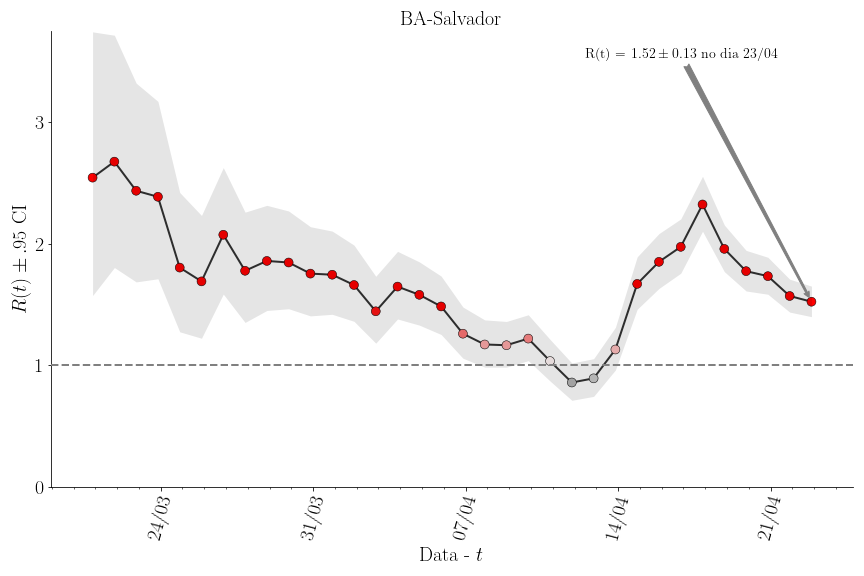 BA-Salvador
R(t) = 1.52 ± 0.13 no dia 23/04
3
2
1
0
R(t) ± .95 CI
24/03
31/03
07/04
14/04
21/04
Data - t